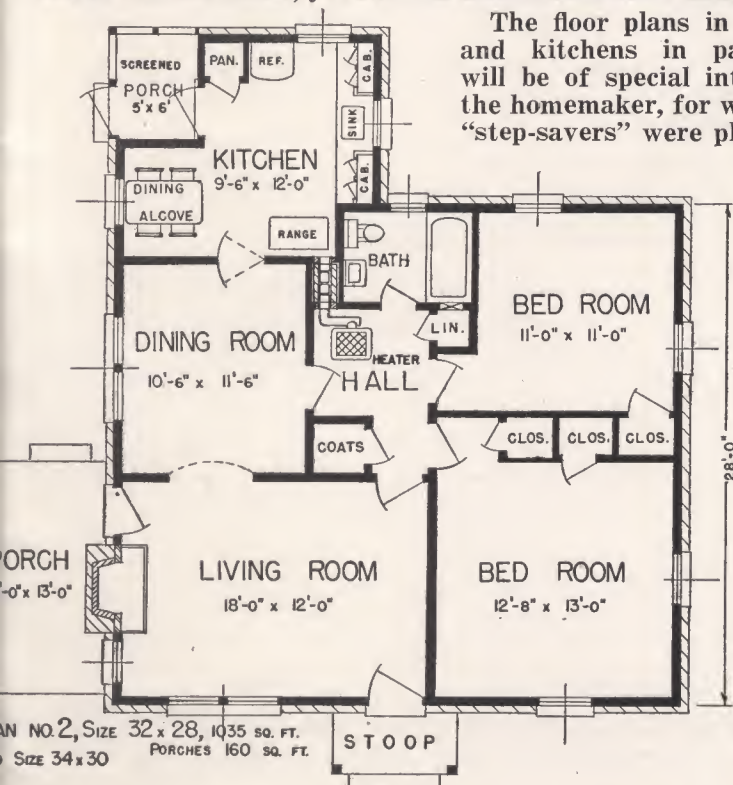 The floor plans in
and kitchens in pa
will be of special int
the homemaker, for w
"step-savers" were pl
SCREENED
PORCH
5'x 6'
PAN.
REF.
CAB.
SINK
CAB.
KITCHEN
9'-6" x 12'-0"
DINING
ALCOVE
RANGE
BATH
LIN.
BED ROOM
11'-0" x 11'-0"
DINING ROOM
10'-6" x 11'-6"
HEATER
HALL
COATS
CLOS.
CLOS.
CLOS.
28'-0"
PORCH
-0" x 13'-0"
LIVING ROOM
18'-0" x 12'-0"
BED ROOM
12'-8" x 13'-0"
STOOP
AN NO. 2, SIZE 32 x 28, 1035 SQ. FT.
PORCHES 160 SQ. FT.
SIZE 34x30